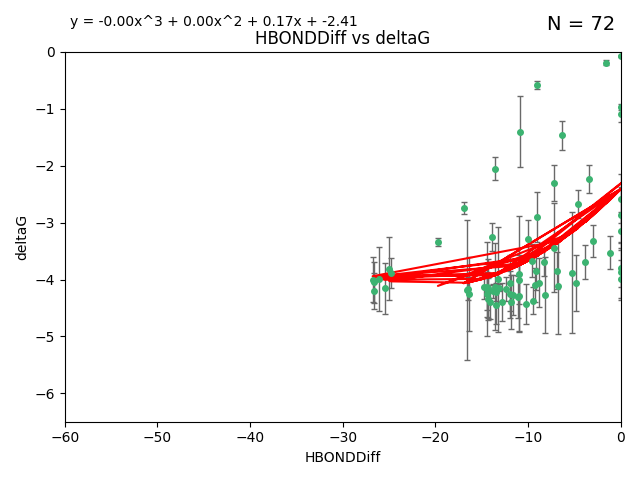 y = -0.00x^3 + 0.00x^2 + 0.17x + -2.41
N = 72
HBONDDiff vs deltaG
0
−1
−2
−3
−4
−5
−6
deltaG
−60
−50
−40
−30
−20
−10
0
HBONDDiff